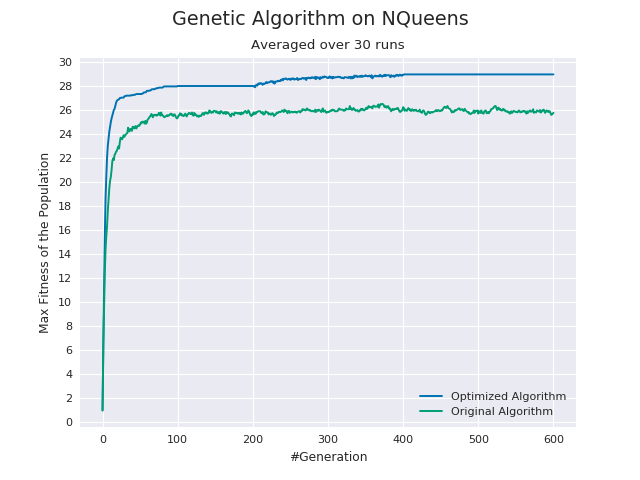 Genetic Algorithm on NQueens
Averaged over 30 runs
Max Fitness of the Population
30
28
26
24
22
20
18
16
14
12
10
8
6
4
2
0
Optimized Algorithm
Original Algorithm
0 100 200 300 400 500 600
#Generation